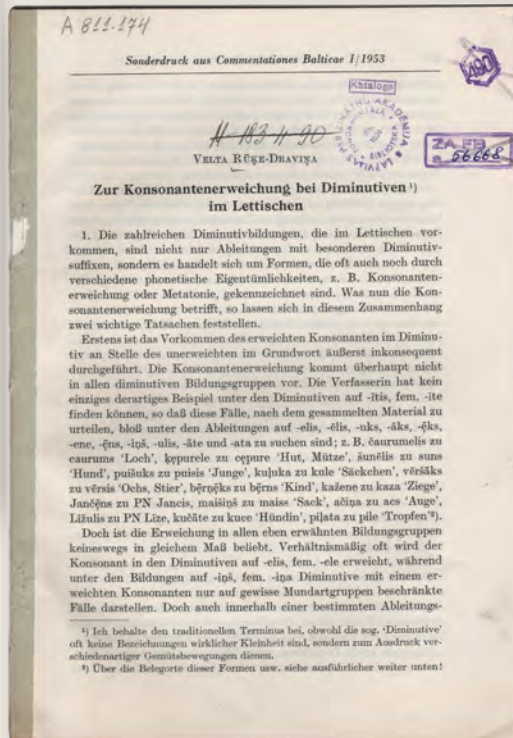 A 811.174
Sonderdruck aus Commentationes Balticae I/1953
490
Katalogs
H-183 4 90
ZA FB
56668
VELTA RŪĶE-DRAVIŅA
Zur Konsonantenerweichung bei Diminutiven ¹)
im Lettischen
1. Die zahlreichen Diminutivbildungen, die im Lettischen vor-
kommen, sind nicht nur Ableitungen mit besonderen Diminutiv-
suffixen, sondern es handelt sich um Formen, die oft auch noch durch
verschiedene phonetische Eigentümlichkeiten, z. B. Konsonanten-
erweichung oder Metatonie, gekennzeichnet sind. Was nun die Kon-
sonantenerweichung betrifft, so lassen sich in diesem Zusammenhang
zwei wichtige Tatsachen feststellen.
Erstens ist das Vorkommen des erweichten Konsonanten im Diminu-
tiv an Stelle des unerweichten im Grundwort äußerst inkonsequent
durchgeführt. Die Konsonantenerweichung kommt überhaupt nicht
in allen diminutiven Bildungsgruppen vor. Die Verfasserin hat kein
einziges derartiges Beispiel unter den Diminutiven auf -ītis, fem. -īte
finden können, so daß diese Fälle, nach dem gesammelten Material zu
urteilen, bloß unter den Ableitungen auf -elis, -ēlis, -uks, -āks, -ȩ̄ks,
-ene, -ȩ̄ns, -iņš, -ulis, -āte und -ata zu suchen sind; z. B. čaurumelis zu
caurums 'Loch', ķepurele zu cepure 'Hut, Mütze', šunēlis zu suns
'Hund', puišuks zu puisis 'Junge', kuļuka zu kule 'Säckchen', vēršāks
zu vērsis 'Ochs, Stier', bērņȩ̄ks zu bērns 'Kind', kažene zu kaza 'Ziege',
Jančȩ̄ns zu PN Jancis, maišiņš zu maiss 'Sack', ačiņa zu acs 'Auge',
Ližulis zu PN Līze, kučāte zu kuce 'Hündin', piļata zu pile 'Tropfen'²).
Doch ist die Erweichung in allen eben erwähnten Bildungsgruppen
keineswegs in gleichem Maß beliebt. Verhältnismäßig oft wird der
Konsonant in den Diminutiven auf -elis, fem. -ele erweicht, während
unter den Bildungen auf -iņš, fem. -iņa Diminutive mit einem er-
weichten Konsonanten nur auf gewisse Mundartgruppen beschränkte
Fälle darstellen. Doch auch innerhalb einer bestimmten Ableitungs-
¹) Ich behalte den traditionellen Terminus bei, obwohl die sog. 'Diminutive'
oft keine Bezeichnungen wirklicher Kleinheit sind, sondern zum Ausdruck ver-
schiedenartiger Gemütsbewegungen dienen.
²) Über die Belegorte dieser Formen usw. siehe ausführlicher weiter unten!